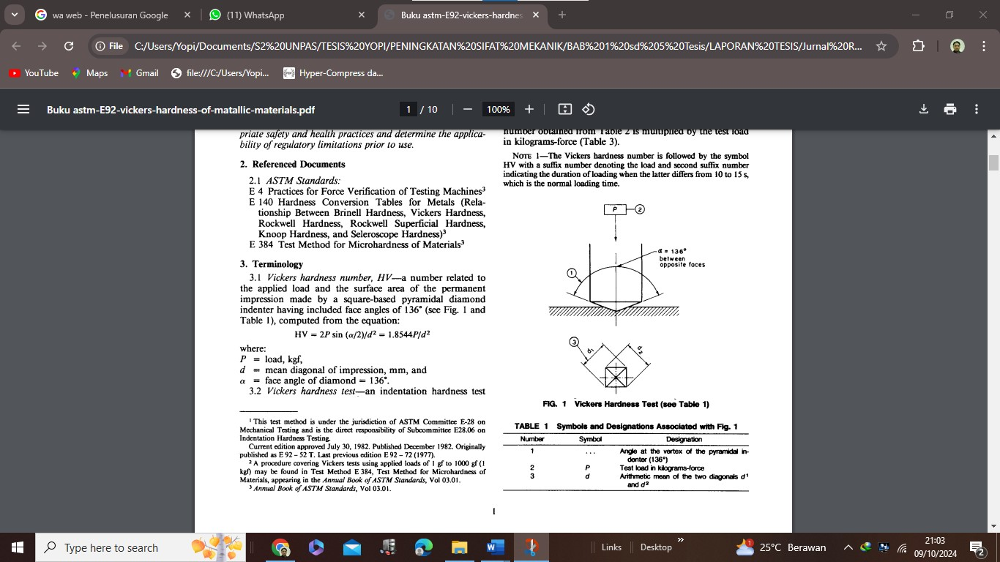 wa web - Penelusuran Google
(11) WhatsApp
Buku astm-E92-vickers-hardnes
File
C:/Users/Yopi/Documents/S2%20UNPAS/TESIS%20YOPI/PENINGKATAN%20SIFAT%20MEKANIK/BAB%201%20sd%205%20Tesis/LAPORAN%20TESIS/Jurnal%20R...
YouTube
Maps
Gmail
file:///C:/Users/Yopi...
Hyper-Compress da...
Buku astm-E92-vickers-hardness-of-matallic-materials.pdf
1 / 10
100%
priate safety and health practices and determine the applica-
bility of regulatory limitations prior to use.
2. Referenced Documents
2.1 ASTM Standards:
E 4 Practices for Force Verification of Testing Machines³
E 140 Hardness Conversion Tables for Metals (Rela-
tionship Between Brinell Hardness, Vickers Hardness,
Rockwell Hardness, Rockwell Superficial Hardness,
Knoop Hardness, and Seleroscope Hardness)³
E 384 Test Method for Microhardness of Materials³
3. Terminology
3.1 Vickers hardness number, HV—a number related to
the applied load and the surface area of the permanent
impression made by a square-based pyramidal diamond
indenter having included face angles of 136° (see Fig. 1 and
Table 1), computed from the equation:
HV = 2P sin (α/2)/d² = 1.8544P/d²
where:
P = load, kgf,
d = mean diagonal of impression, mm, and
α = face angle of diamond = 136°.
3.2 Vickers hardness test—an indentation hardness test
¹ This test method is under the jurisdiction of ASTM Committee E-28 on
Mechanical Testing and is the direct responsibility of Subcommittee E28.06 on
Indentation Hardness Testing.
Current edition approved July 30, 1982. Published December 1982. Originally
published as E 92 – 52 T. Last previous edition E 92 – 72 (1977).
² A procedure covering Vickers tests using applied loads of 1 gf to 1000 gf (1
kgf) may be found in Test Method E 384, Test Method for Microhardness of
Materials, appearing in the Annual Book of ASTM Standards, Vol 03.01.
³ Annual Book of ASTM Standards, Vol 03.01.
number obtained from Table 2 is multiplied by the test load
in kilograms-force (Table 3).
NOTE 1—The Vickers hardness number is followed by the symbol
HV with a suffix number denoting the load and second suffix number
indicating the duration of loading when the latter differs from 10 to 15 s,
which is the normal loading time.
P
2
α = 136°
between
opposite faces
1
3
d₁
d₂
FIG. 1 Vickers Hardness Test (see Table 1)
TABLE 1 Symbols and Designations Associated with Fig. 1
Number Symbol Designation
1 ... Angle at the vertex of the pyramidal in-
denter (136°)
2 P Test load in kilograms-force
3 d Arithmetic mean of the two diagonals d¹
and d²
1
Type here to search
Links
Desktop
25°C Berawan
21:03
09/10/2024
2